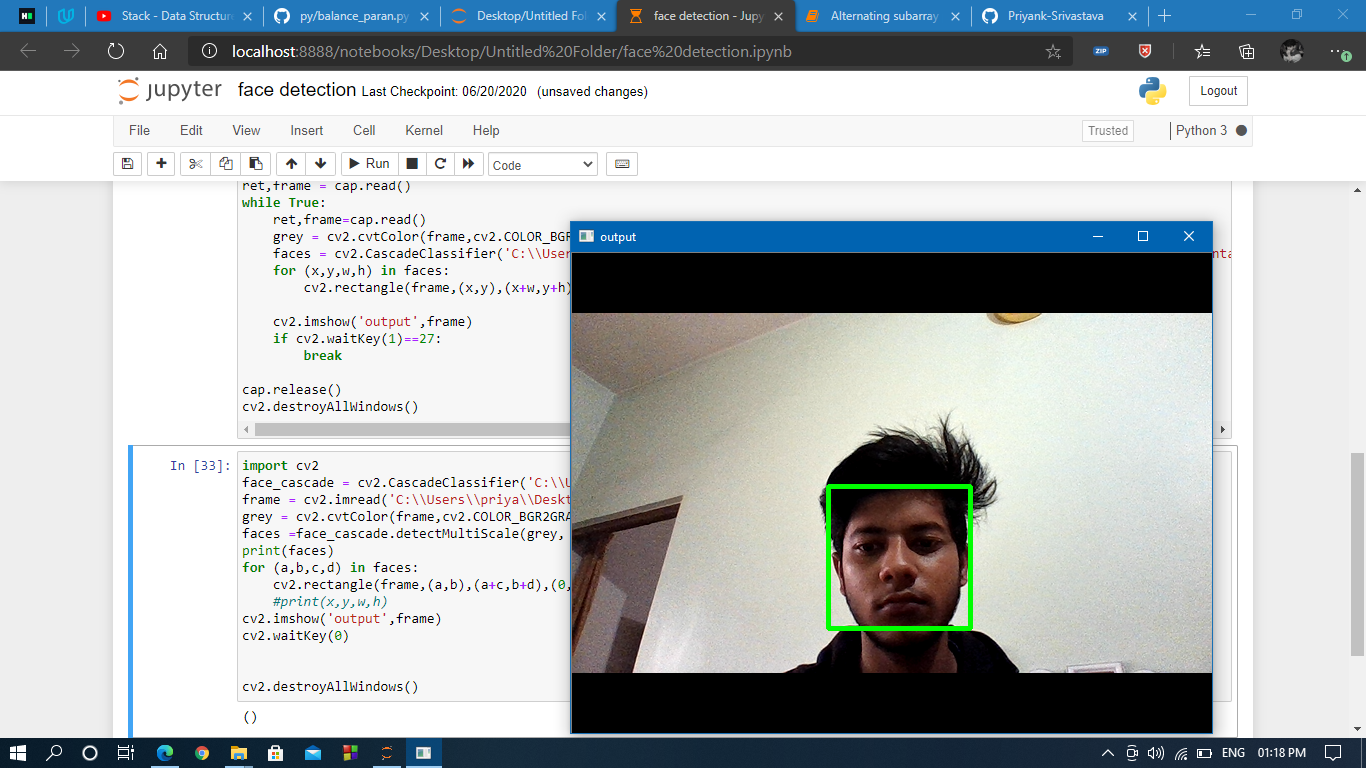 Stack - Data Structure
py/balance_paran.py
Desktop/Untitled Fol
face detection - Jupy
Alternating subarray
Priyank-Srivastava
localhost:8888/notebooks/Desktop/Untitled%20Folder/face%20detection.ipynb
ZIP
jupyter face detection Last Checkpoint: 06/20/2020 (unsaved changes)
Logout
File Edit View Insert Cell Kernel Help
Trusted
Python 3
Run
Code
ret,frame = cap.read()
while True:
    ret,frame=cap.read()
    grey = cv2.cvtColor(frame,cv2.COLOR_BGR
    faces = cv2.CascadeClassifier('C:\\User
    for (x,y,w,h) in faces:
        cv2.rectangle(frame,(x,y),(x+w,y+h)
    cv2.imshow('output',frame)
    if cv2.waitKey(1)==27:
        break
cap.release()
cv2.destroyAllWindows()
output
In [33]:
import cv2
face_cascade = cv2.CascadeClassifier('C:\\U
frame = cv2.imread('C:\\Users\\priya\\Deskt
grey = cv2.cvtColor(frame,cv2.COLOR_BGR2GRA
faces =face_cascade.detectMultiScale(grey,
print(faces)
for (a,b,c,d) in faces:
    cv2.rectangle(frame,(a,b),(a+c,b+d),(0,
    #print(x,y,w,h)
cv2.imshow('output',frame)
cv2.waitKey(0)
cv2.destroyAllWindows()
()
ENG
01:18 PM